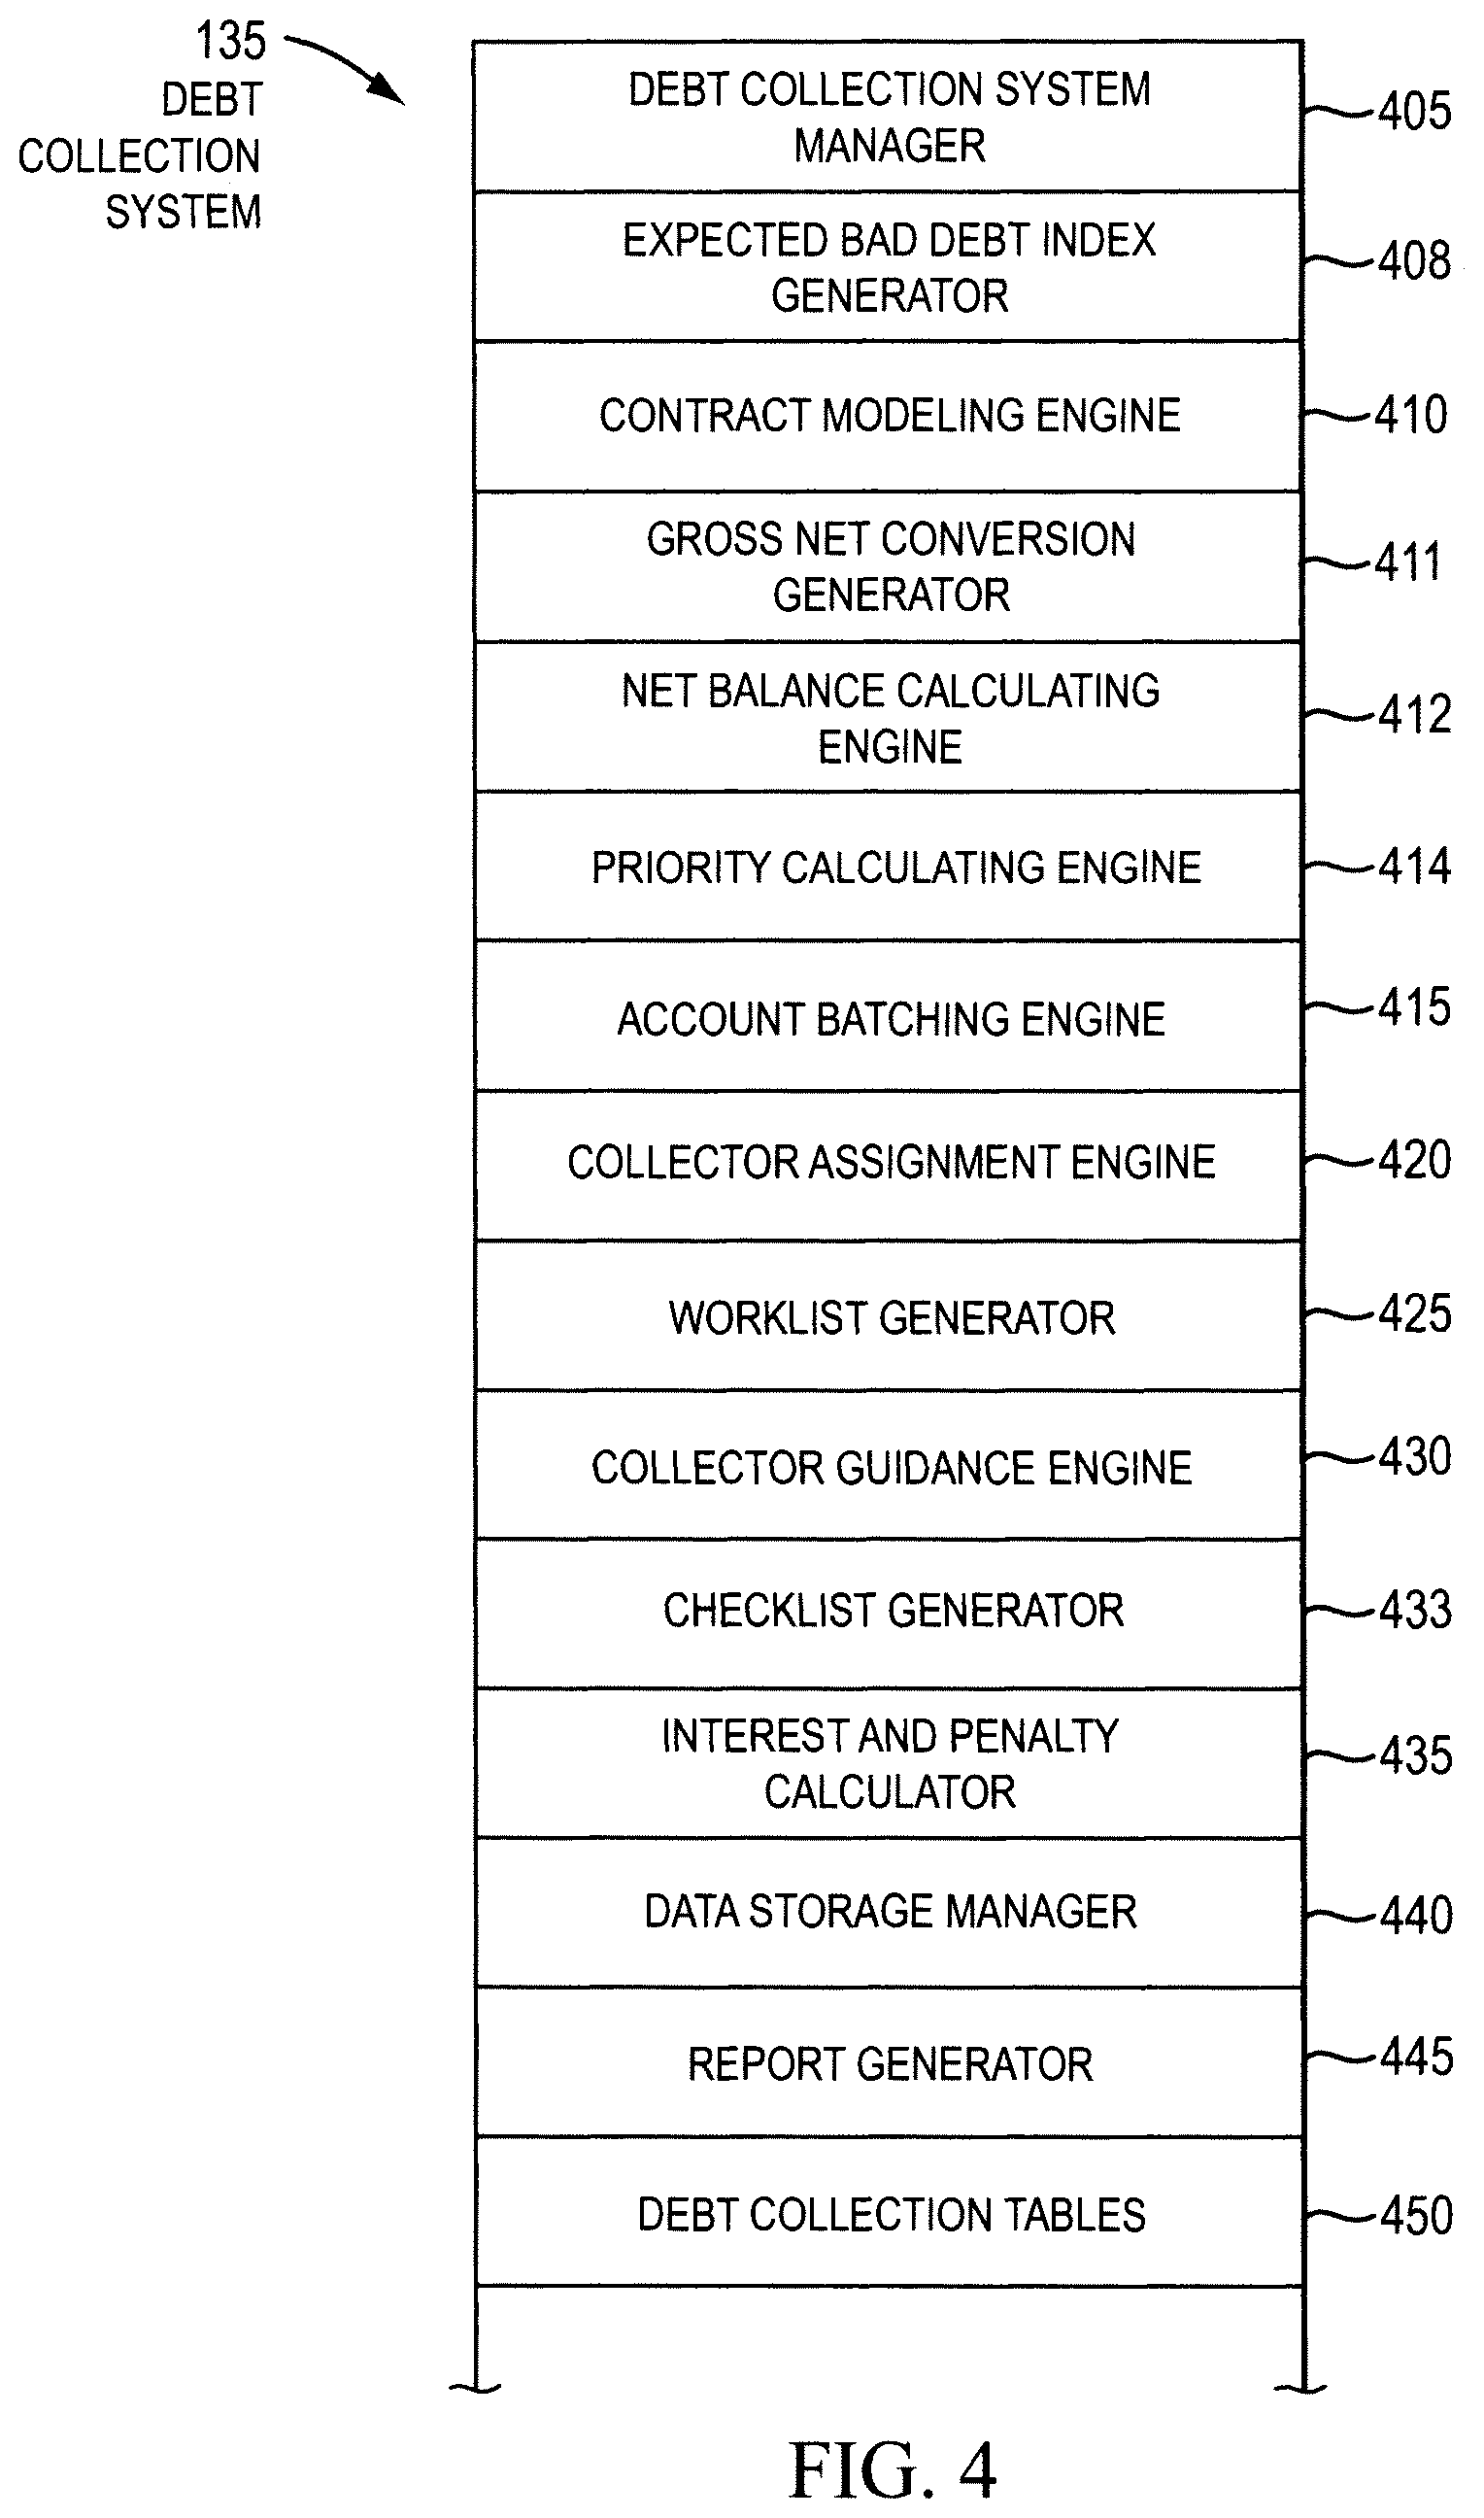 135
DEBT
COLLECTION
SYSTEM
DEBT COLLECTION SYSTEM
MANAGER
405
EXPECTED BAD DEBT INDEX
GENERATOR
408
CONTRACT MODELING ENGINE
410
GROSS NET CONVERSION
GENERATOR
411
NET BALANCE CALCULATING
ENGINE
412
PRIORITY CALCULATING ENGINE
414
ACCOUNT BATCHING ENGINE
415
COLLECTOR ASSIGNMENT ENGINE
420
WORKLIST GENERATOR
425
COLLECTOR GUIDANCE ENGINE
430
CHECKLIST GENERATOR
433
INTEREST AND PENALTY
CALCULATOR
435
DATA STORAGE MANAGER
440
REPORT GENERATOR
445
DEBT COLLECTION TABLES
450
FIG. 4